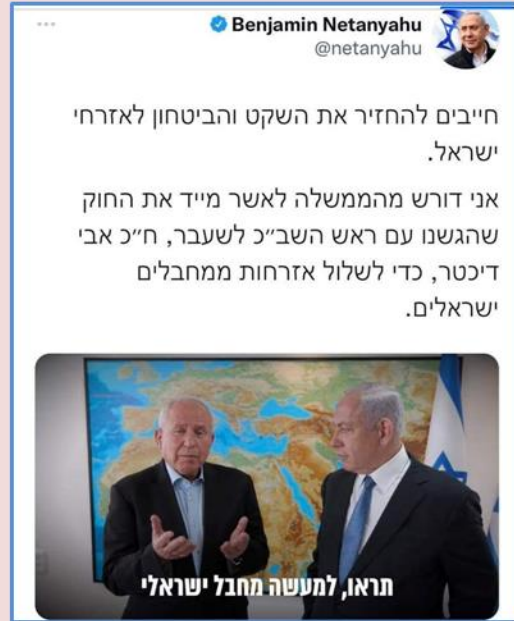 Benjamin Netanyahu
@netanyahu
חייבים להחזיר את השקט והביטחון לאזרחי
ישראל.
אני דורש מהממשלה לאשר מייד את החוק
שהגשנו עם ראש השב״כ לשעבר, ח״כ אבי
דיכטר, כדי לשלול אזרחות ממחבלים
ישראלים.
תראו, למעשה מחבל ישראלי